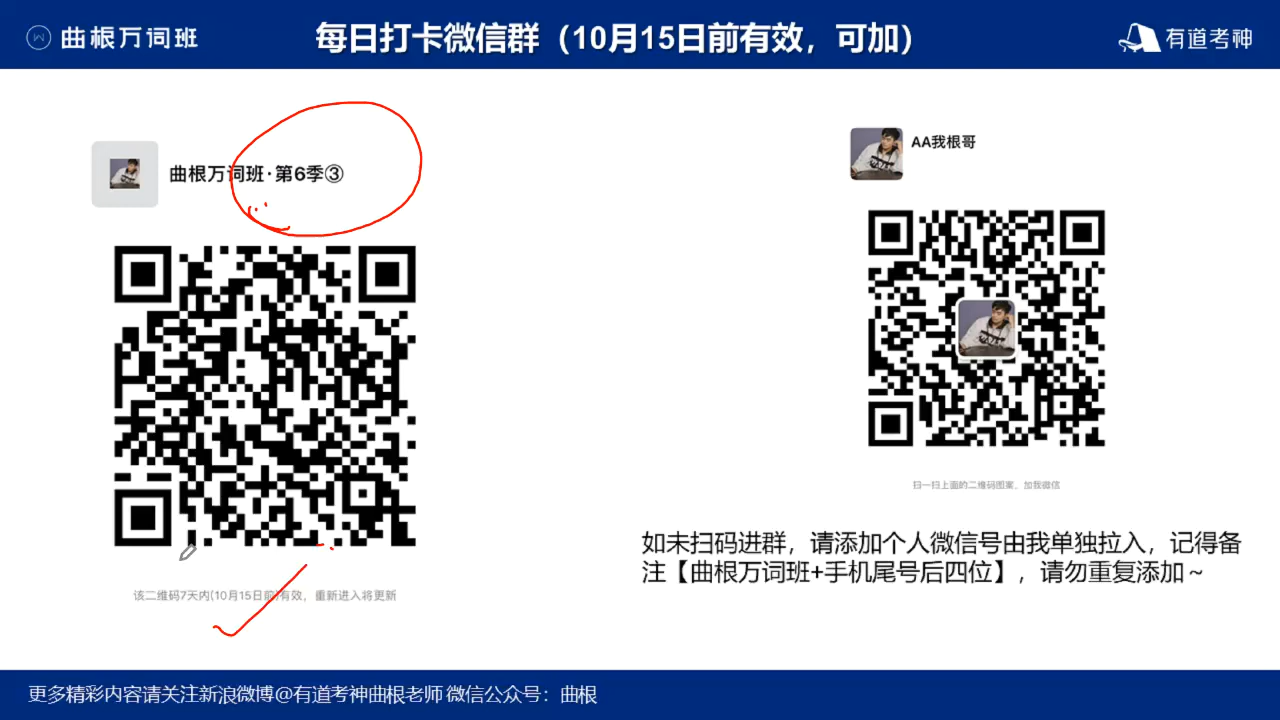 曲根万词班
每日打卡微信群（10月15日前有效，可加）
有道考神
曲根万词班·第6季③
AA我根哥
扫一扫上面的二维码图案，加我微信
如未扫码进群，请添加个人微信号由我单独拉入，记得备
注【曲根万词班+手机尾号后四位】，请勿重复添加～
该二维码7天内(10月15日前)有效，重新进入将更新
更多精彩内容请关注新浪微博@有道考神曲根老师 微信公众号：曲根